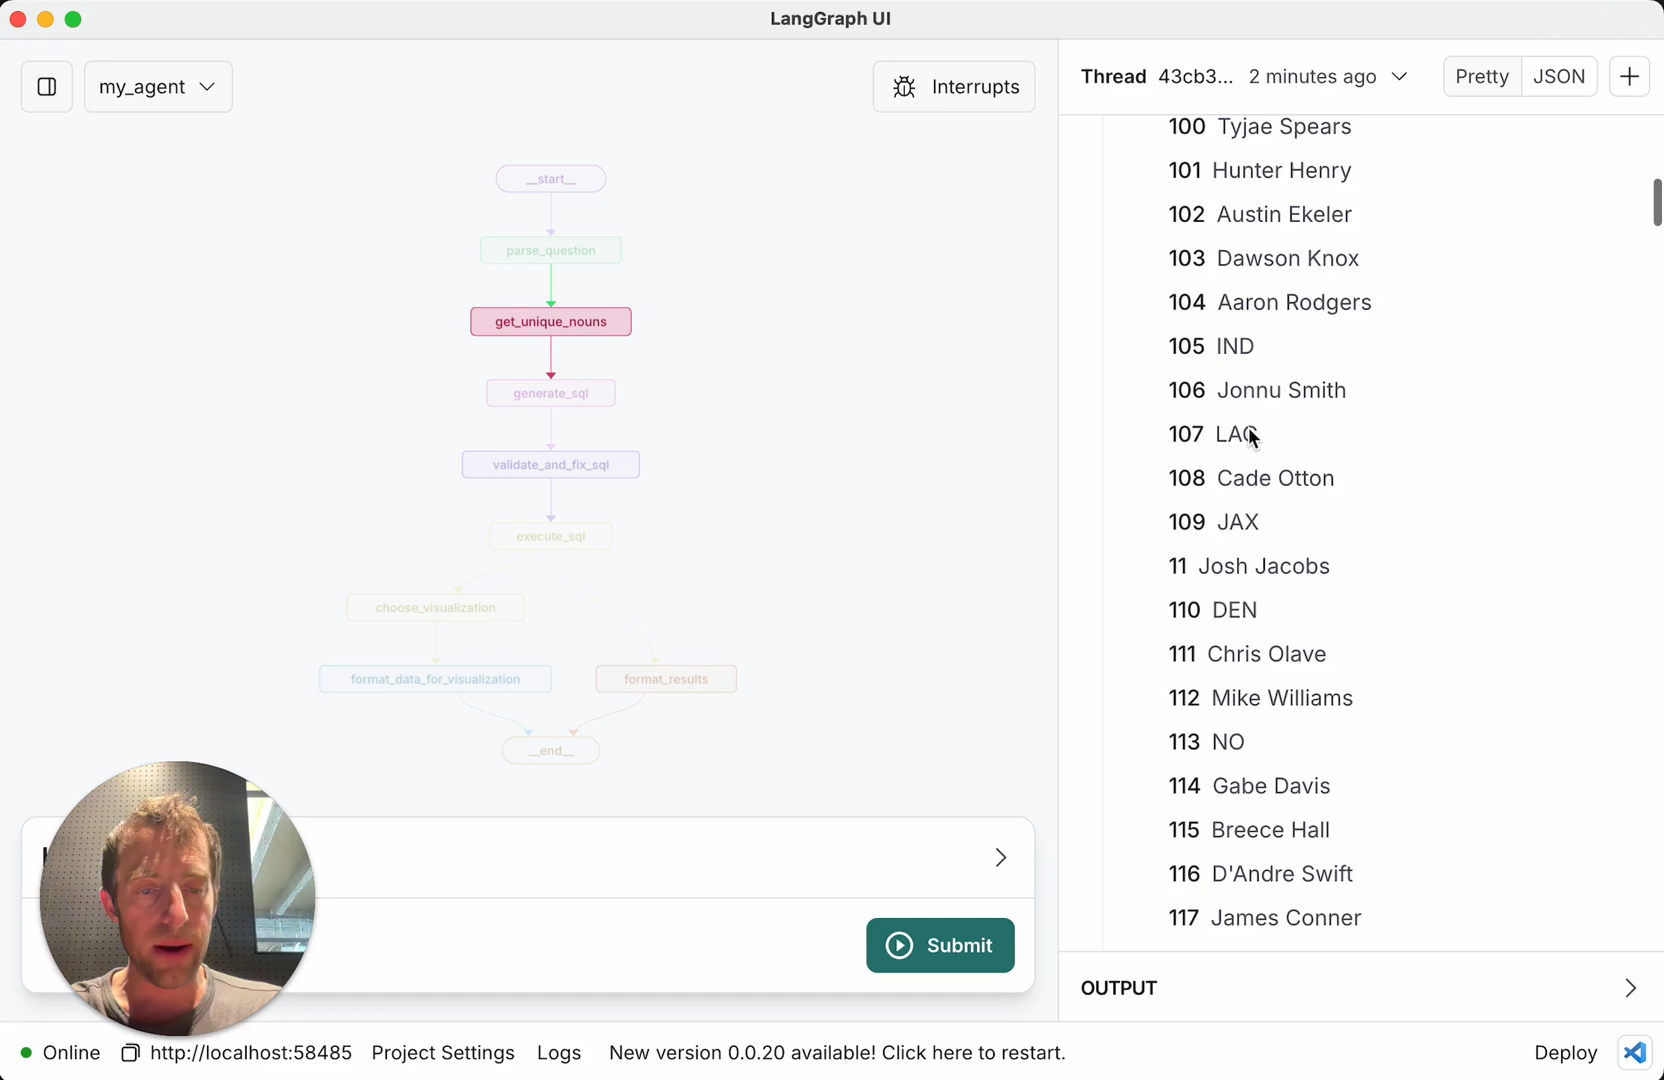 LangGraph UI
my_agent
Interrupts
Thread 43cb3... 2 minutes ago
Pretty
JSON
__start__
parse_question
get_unique_nouns
generate_sql
validate_and_fix_sql
execute_sql
choose_visualization
format_data_for_visualization
format_results
__end__
Submit
100 Tyjae Spears
101 Hunter Henry
102 Austin Ekeler
103 Dawson Knox
104 Aaron Rodgers
105 IND
106 Jonnu Smith
107
108 Cade Otton
109 JAX
11 Josh Jacobs
110 DEN
111 Chris Olave
112 Mike Williams
113 NO
114 Gabe Davis
115 Breece Hall
116 D'Andre Swift
117 James Conner
OUTPUT
Online
http://localhost:58485
Project Settings
Logs
New version 0.0.20 available! Click here to restart.
Deploy